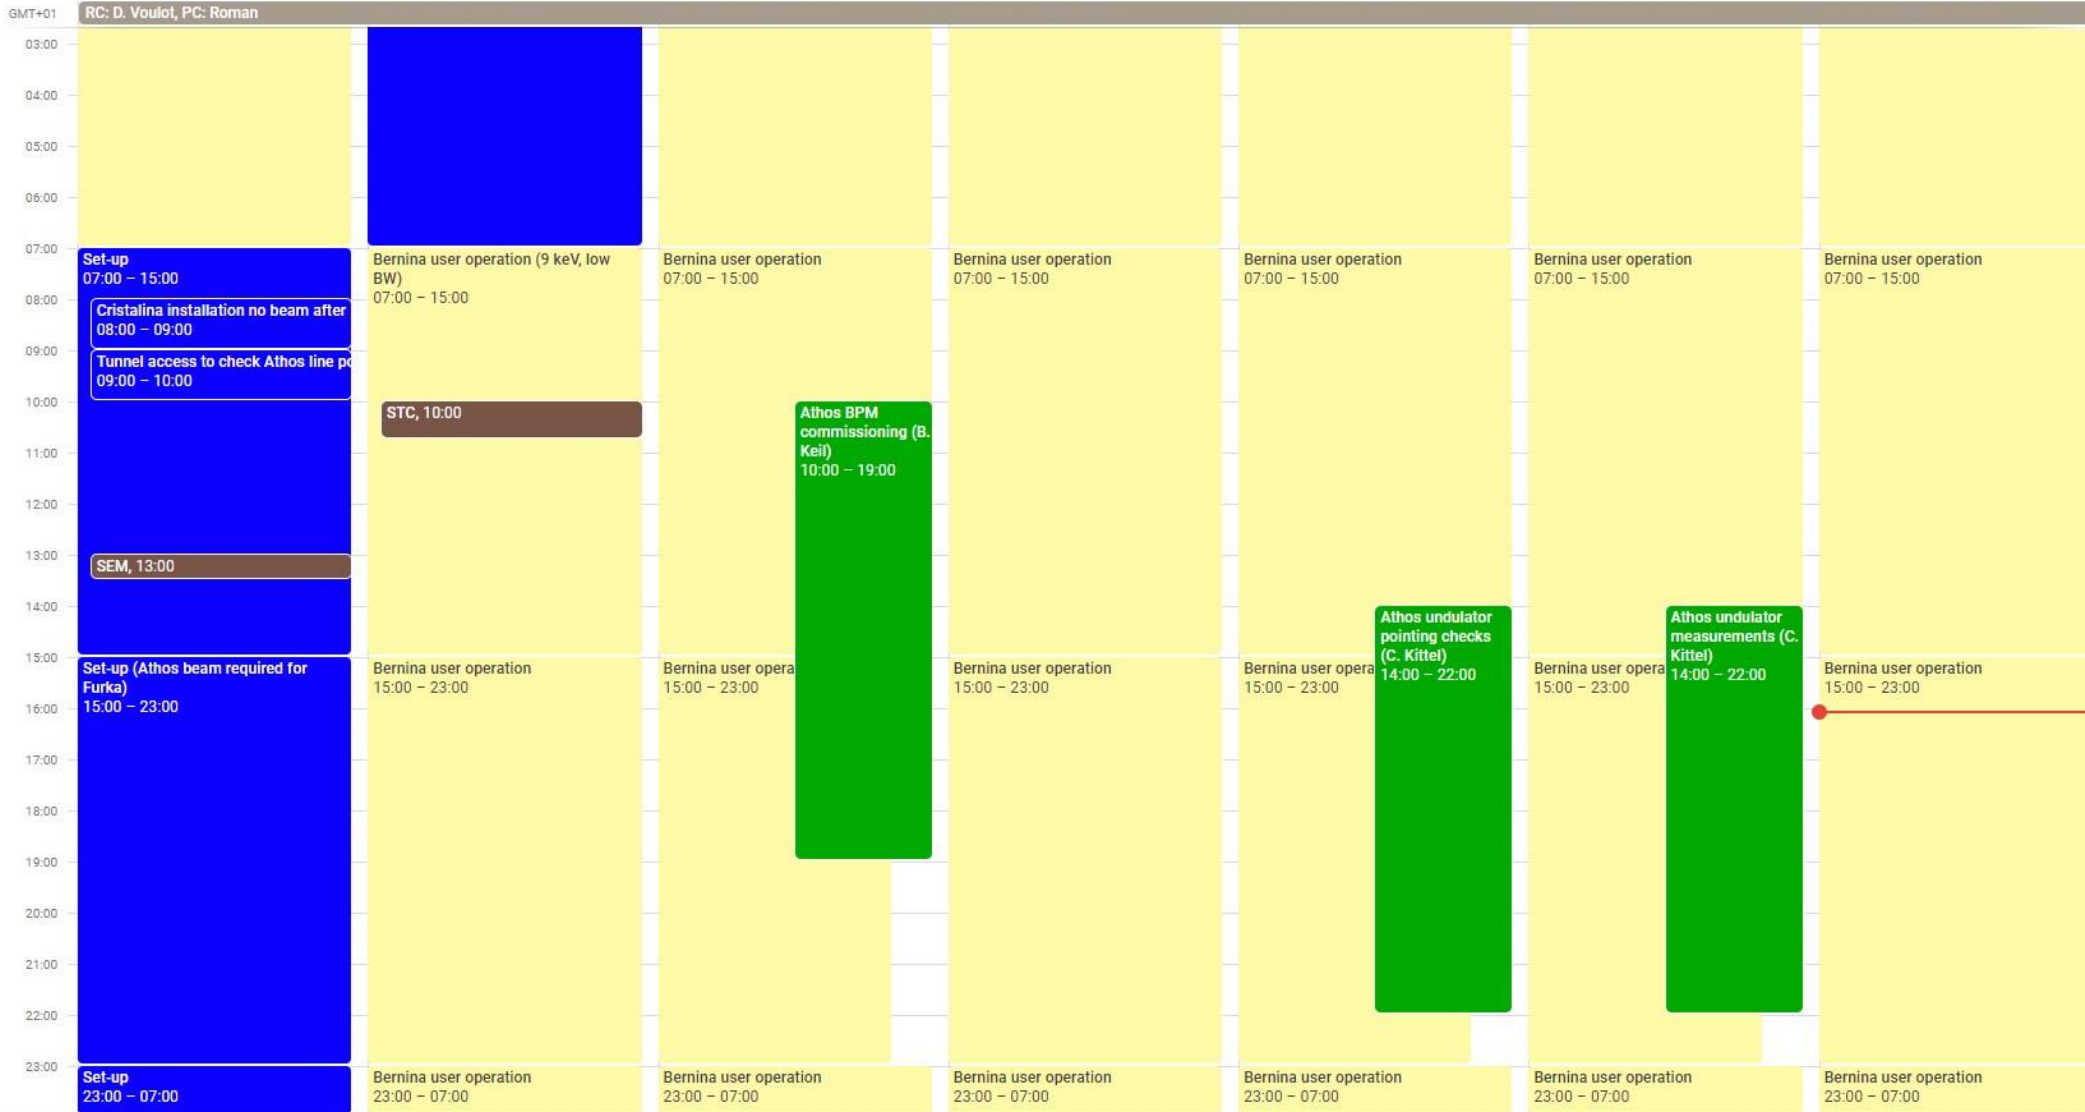 GMT+01
RC: D. Voulot, PC: Roman
03:00
04:00
05:00
06:00
07:00
08:00
09:00
10:00
11:00
12:00
13:00
14:00
15:00
16:00
17:00
18:00
19:00
20:00
21:00
22:00
23:00
Set-up
07:00 – 15:00
Cristalina installation no beam after
08:00 – 09:00
Tunnel access to check Athos line
09:00 – 10:00
SEM, 13:00
Set-up (Athos beam required for
Furka)
15:00 – 23:00
Set-up
23:00 – 07:00
Bernina user operation (9 keV, low
BW)
07:00 – 15:00
STC, 10:00
Bernina user operation
15:00 – 23:00
Bernina user operation
23:00 – 07:00
Bernina user operation
07:00 – 15:00
Athos BPM
commissioning (B.
Keil)
10:00 – 19:00
Bernina user opera
15:00 – 23:00
Bernina user operation
23:00 – 07:00
Bernina user operation
07:00 – 15:00
Bernina user operation
15:00 – 23:00
Bernina user operation
23:00 – 07:00
Bernina user operation
07:00 – 15:00
Athos undulator
pointing checks
(C. Kittel)
14:00 – 22:00
Bernina user opera
15:00 – 23:00
Bernina user operation
23:00 – 07:00
Bernina user operation
07:00 – 15:00
Athos undulator
measurements (C.
Kittel)
14:00 – 22:00
Bernina user opera
15:00 – 23:00
Bernina user operation
23:00 – 07:00
Bernina user operation
07:00 – 15:00
Bernina user operation
15:00 – 23:00
Bernina user operation
23:00 – 07:00